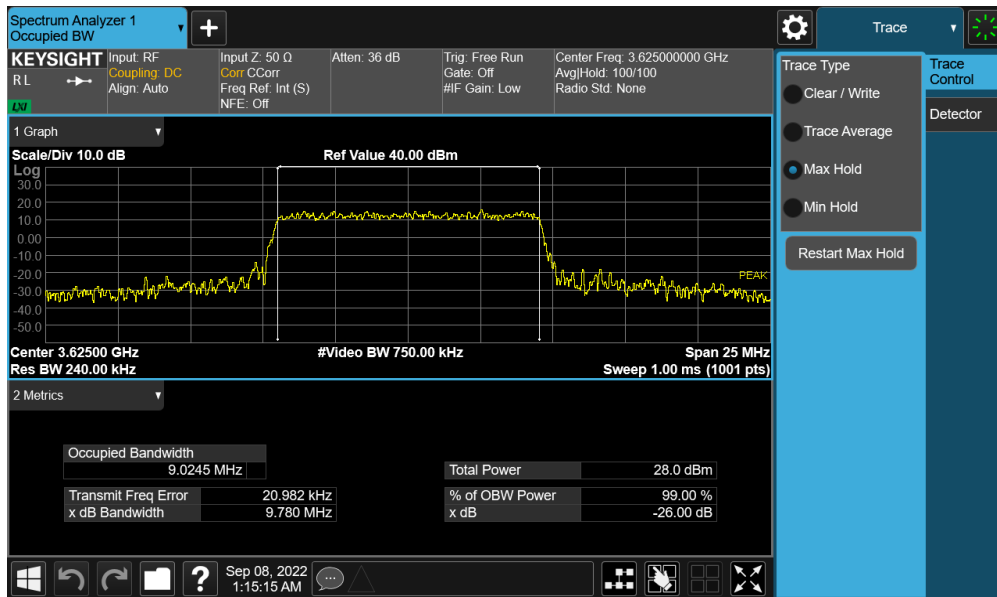 Spectrum Analyzer 1
Occupied BW
+
Trace
KEYSIGHT
R L
LXI
Input: RF
Coupling: DC
Align: Auto
Input Z: 50 Ω
Corr CCorr
Freq Ref: Int (S)
NFE: Off
Atten: 36 dB
Trig: Free Run
Gate: Off
#IF Gain: Low
Center Freq: 3.625000000 GHz
Avg|Hold: 100/100
Radio Std: None
Trace Type
Clear / Write
Trace Average
Max Hold
Min Hold
Restart Max Hold
Trace
Control
Detector
1 Graph
Scale/Div 10.0 dB
Ref Value 40.00 dBm
Log
30.0
20.0
10.0
0.00
-10.0
-20.0
-30.0
-40.0
-50.0
PEAK
Center 3.62500 GHz
#Video BW 750.00 kHz
Span 25 MHz
Res BW 240.00 kHz
Sweep 1.00 ms (1001 pts)
2 Metrics
Occupied Bandwidth
9.0245 MHz
Total Power 28.0 dBm
Transmit Freq Error 20.982 kHz
% of OBW Power 99.00 %
x dB Bandwidth 9.780 MHz
x dB -26.00 dB
?
Sep 08, 2022
1:15:15 AM